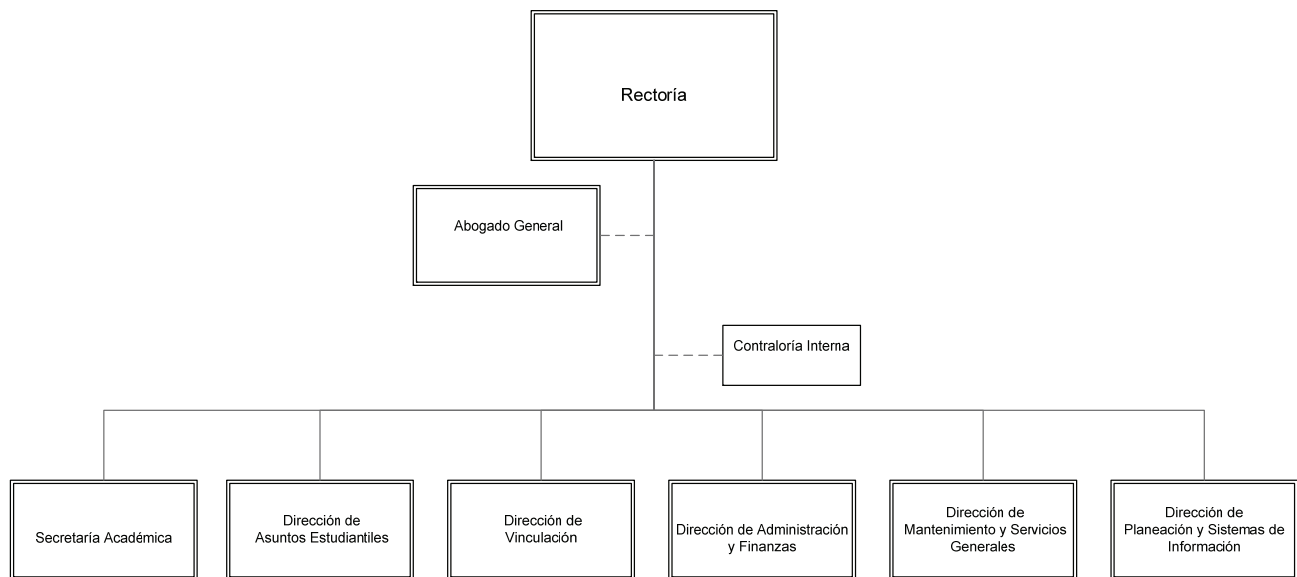 Rectoría
Abogado General
Contraloría Interna
Secretaría Académica
Dirección de
Asuntos Estudiantiles
Dirección de
Vinculación
Dirección de Administración
y Finanzas
Dirección de
Mantenimiento y Servicios
Generales
Dirección de
Planeación y Sistemas de
Información